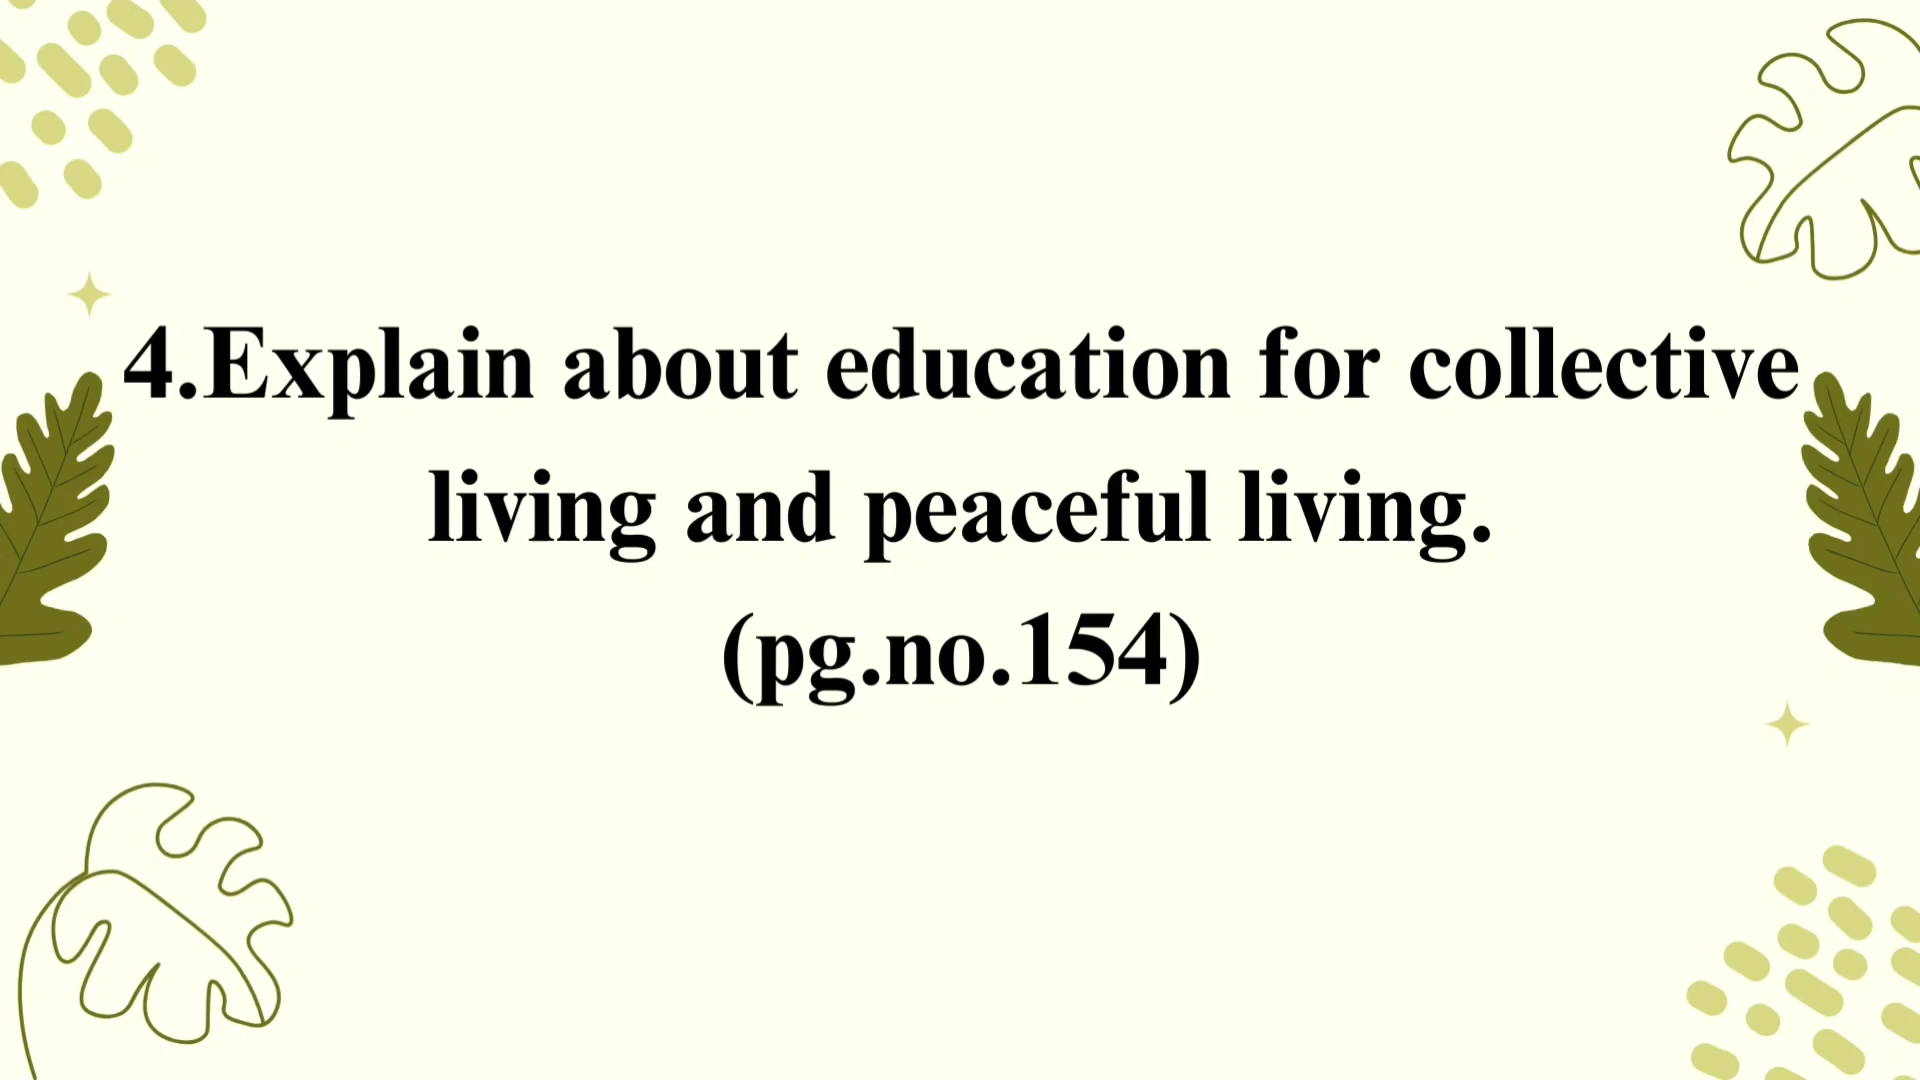 4.Explain about education for collective
living and peaceful living.
(pg.no.154)